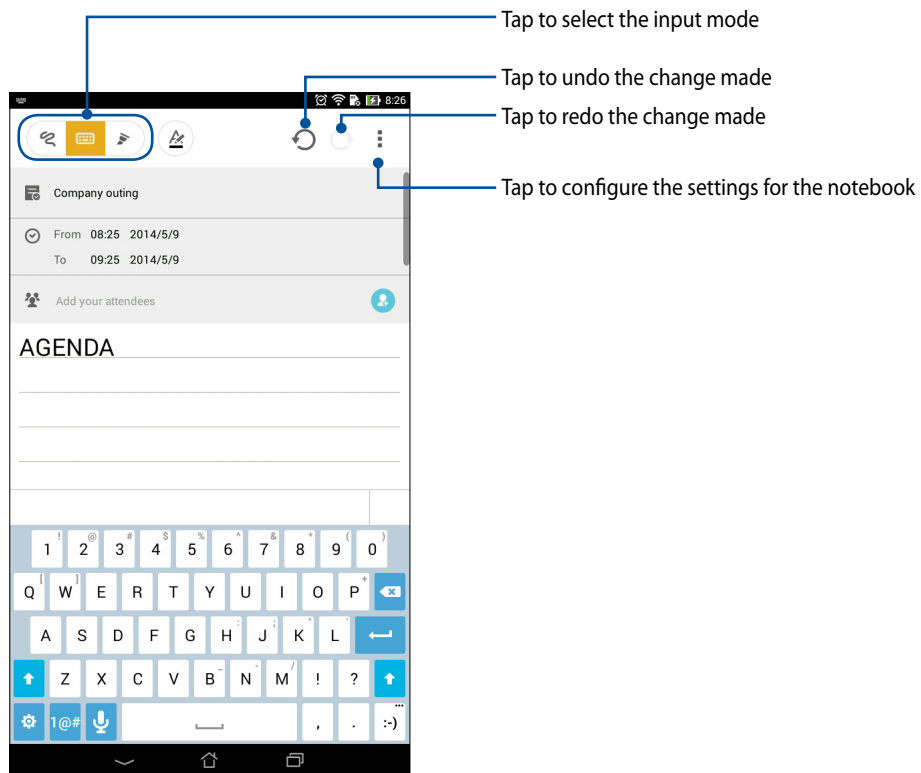 Tap to select the input mode
Tap to undo the change made
8:26
Tap to redo the change made
Tap to configure the settings for the notebook
Company outing
From 08:25 2014/5/9
To 09:25 2014/5/9
Add your attendees
AGENDA
! @ # $ % ^ & * ( )
1 2 3 4 5 6 7 8 9 0
[ ] +
Q W E R T Y U I O P
: ; " '
A S D F G H J K L
_ - /
Z X C V B N M ! ?
1@# , . :-)